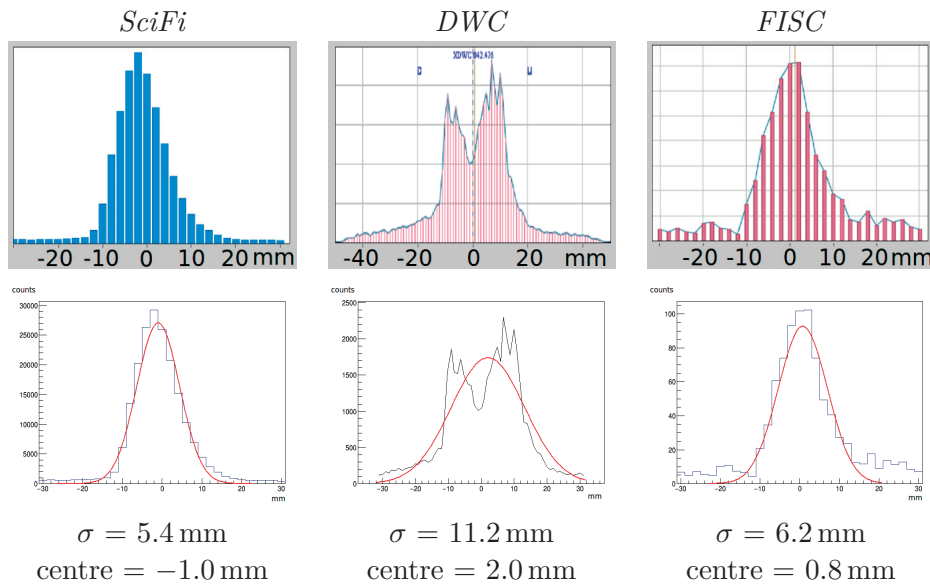 SciFi DWC FISC
XDWC.042.476
-20 -10 0 10 20 mm
-40 -20 0 20 mm
-20 -10 0 10 20 mm
counts counts counts
30000
25000
20000
15000
10000
5000
0
-30 -20 -10 0 10 20 30
mm
2500
2000
1500
1000
500
0
-30 -20 -10 0 10 20 30
mm
100
80
60
40
20
0
-30 -20 -10 0 10 20 30
mm
σ = 5.4 mm σ = 11.2 mm σ = 6.2 mm
centre = −1.0 mm centre = 2.0 mm centre = 0.8 mm